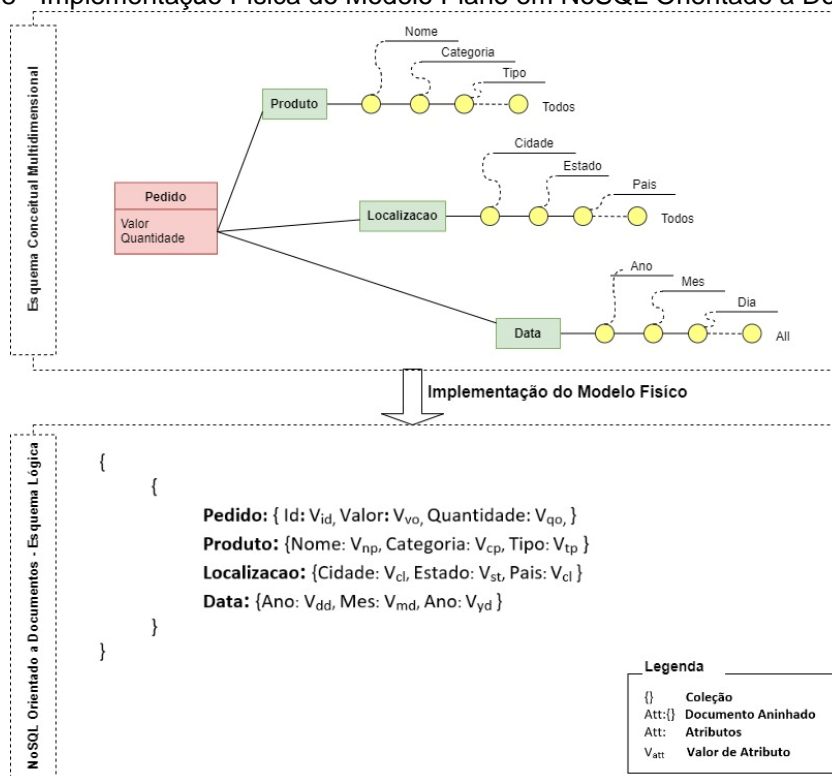 Implementação Física do Modelo Plano em NoSQL Orientado a Do
Esquema Conceitual Multidimensional
Nome
Categoria
Tipo
Produto
Todos
Cidade
Estado
Pais
Pedido
Valor
Quantidade
Localizacao
Todos
Ano
Mes
Dia
Data
All
Implementação do Modelo Fisico
NoSQL Orientado a Documentos - Esquema Lógica
{
{
Pedido: { Id: Vid, Valor: Vvo, Quantidade: Vqo, }
Produto: {Nome: Vnp, Categoria: Vcp, Tipo: Vtp }
Localizacao: {Cidade: Vcl, Estado: Vst, Pais: Vcl }
Data: {Ano: Vdd, Mes: Vmd, Ano: Vyd }
}
}
Legenda
{} Coleção
Att:{} Documento Aninhado
Att: Atributos
Vatt Valor de Atributo